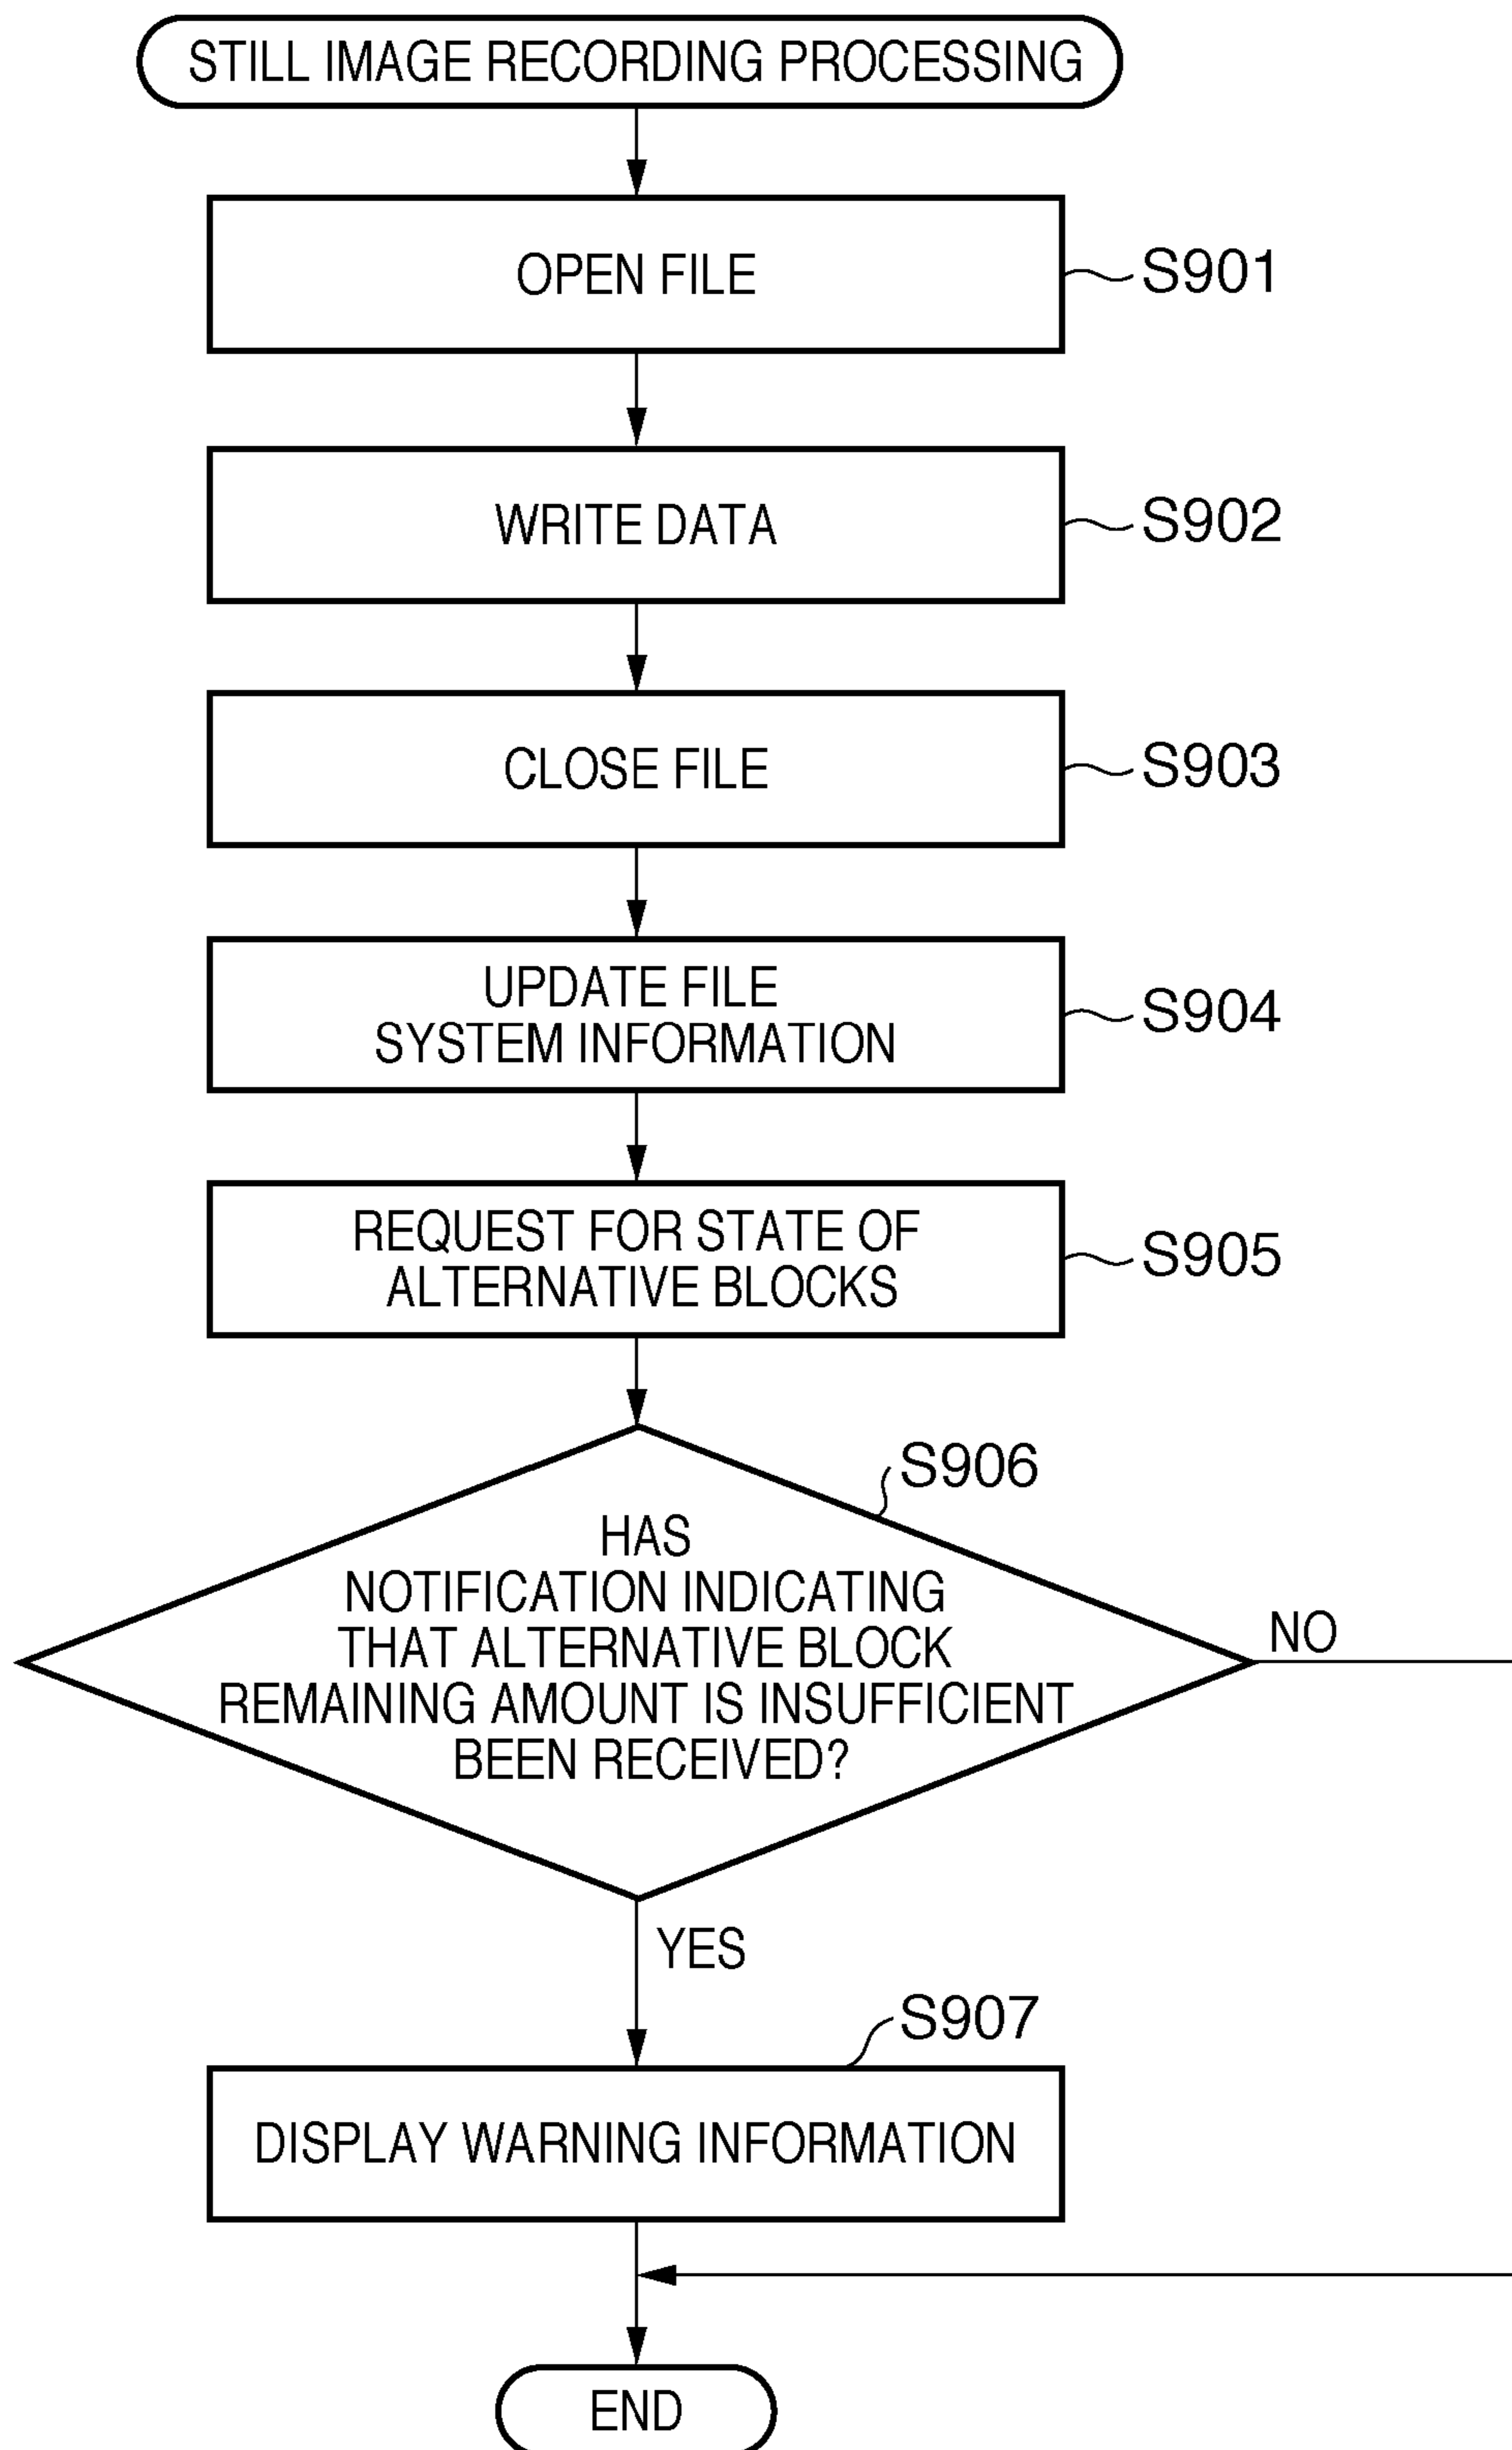 STILL IMAGE RECORDING PROCESSING
OPEN FILE
S901
WRITE DATA
S902
CLOSE FILE
S903
UPDATE FILE
SYSTEM INFORMATION
S904
REQUEST FOR STATE OF
ALTERNATIVE BLOCKS
S905
S906
HAS
NOTIFICATION INDICATING
THAT ALTERNATIVE BLOCK
REMAINING AMOUNT IS INSUFFICIENT
BEEN RECEIVED?
NO
YES
S907
DISPLAY WARNING INFORMATION
END